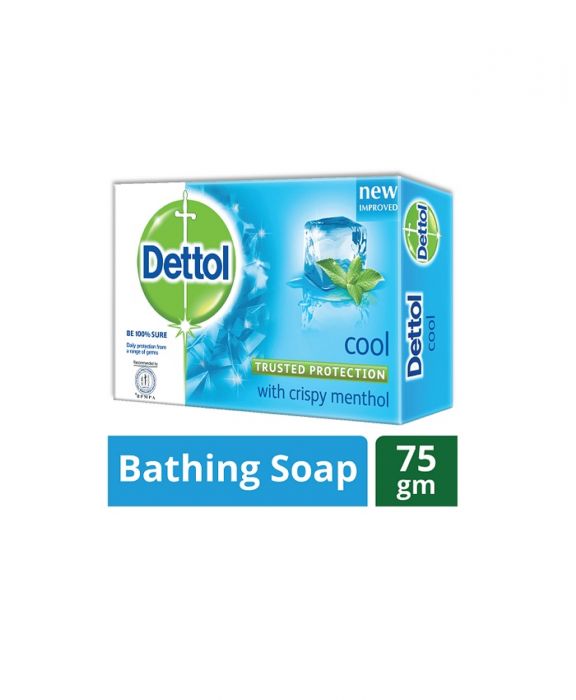 new
IMPROVED
Dettol
BE 100% SURE
Daily protection from
a range of germs
Recommended by
cool
TRUSTED PROTECTION
with crispy menthol
Dettol
Dettol
cool
Bathing Soap
75
gm